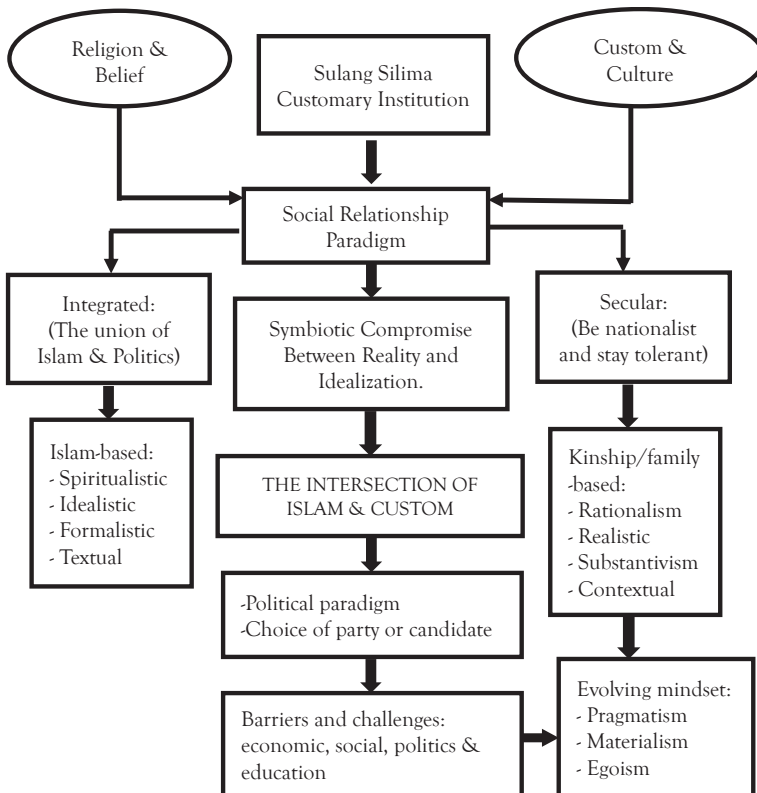 Religion &
Belief
Sulang Silima
Customary Institution
Custom &
Culture
Social Relationship
Paradigm
Integrated:
(The union of
Islam & Politics)
Symbiotic Compromise
Between Reality and
Idealization.
Secular:
(Be nationalist
and stay tolerant)
Islam-based:
- Spiritualistic
- Idealistic
- Formalistic
- Textual
THE INTERSECTION OF
ISLAM & CUSTOM
Kinship/family
-based:
- Rationalism
- Realistic
- Substantivism
- Contextual
-Political paradigm
-Choice of party or candidate
Barriers and challenges:
economic, social, politics &
education
Evolving mindset:
- Pragmatism
- Materialism
- Egoism